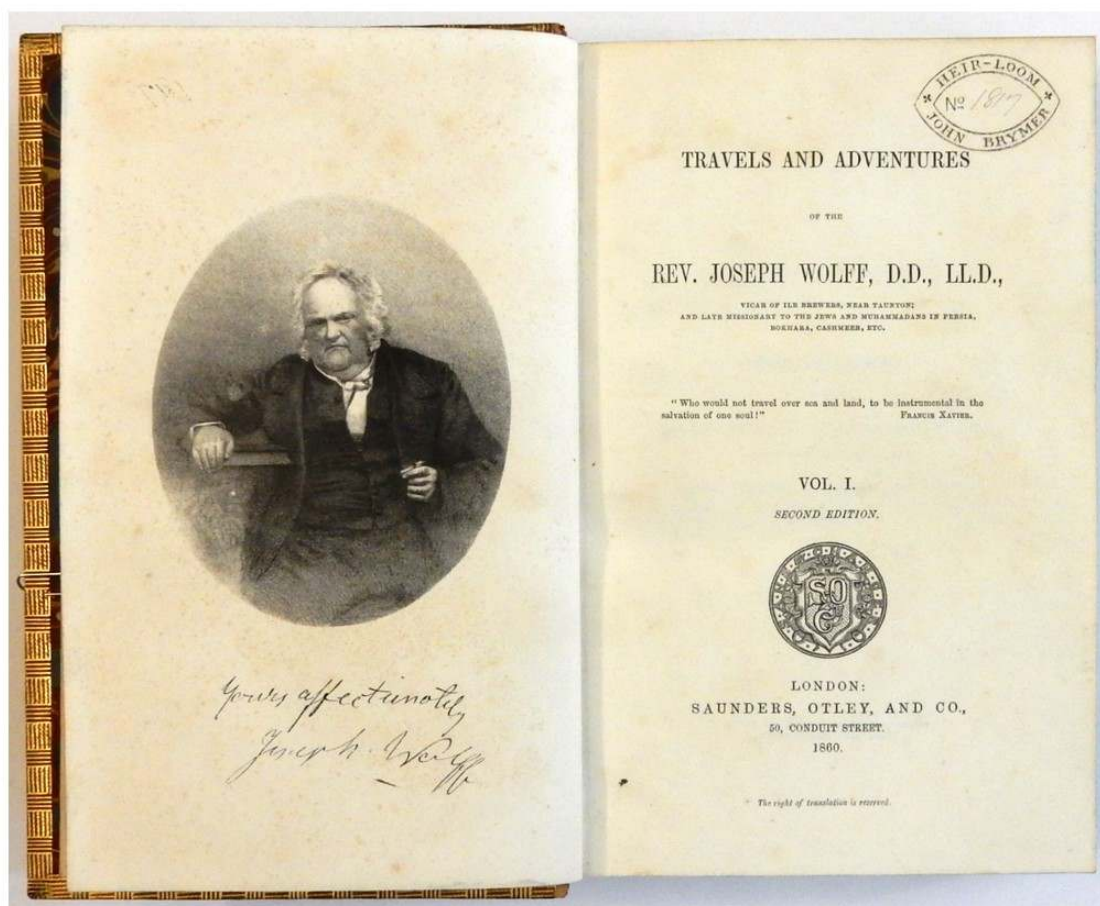 Yours affectionately
Joseph Wolff
HEIR-LOOM
No 1817
JOHN BRYMER
TRAVELS AND ADVENTURES
OF THE
REV. JOSEPH WOLFF, D.D., LL.D.,
VICAR OF ILE BREWERS, NEAR TAUNTON;
AND LATE MISSIONARY TO THE JEWS AND MUHAMMADANS IN PERSIA,
BOKHARA, CASHMEER, ETC.
"Who would not travel over sea and land, to be instrumental in the
salvation of one soul!" FRANCIS XAVIER.
VOL. I.
SECOND EDITION.
SO
C
LONDON:
SAUNDERS, OTLEY, AND CO.,
50, CONDUIT STREET.
1860.
The right of translation is reserved.